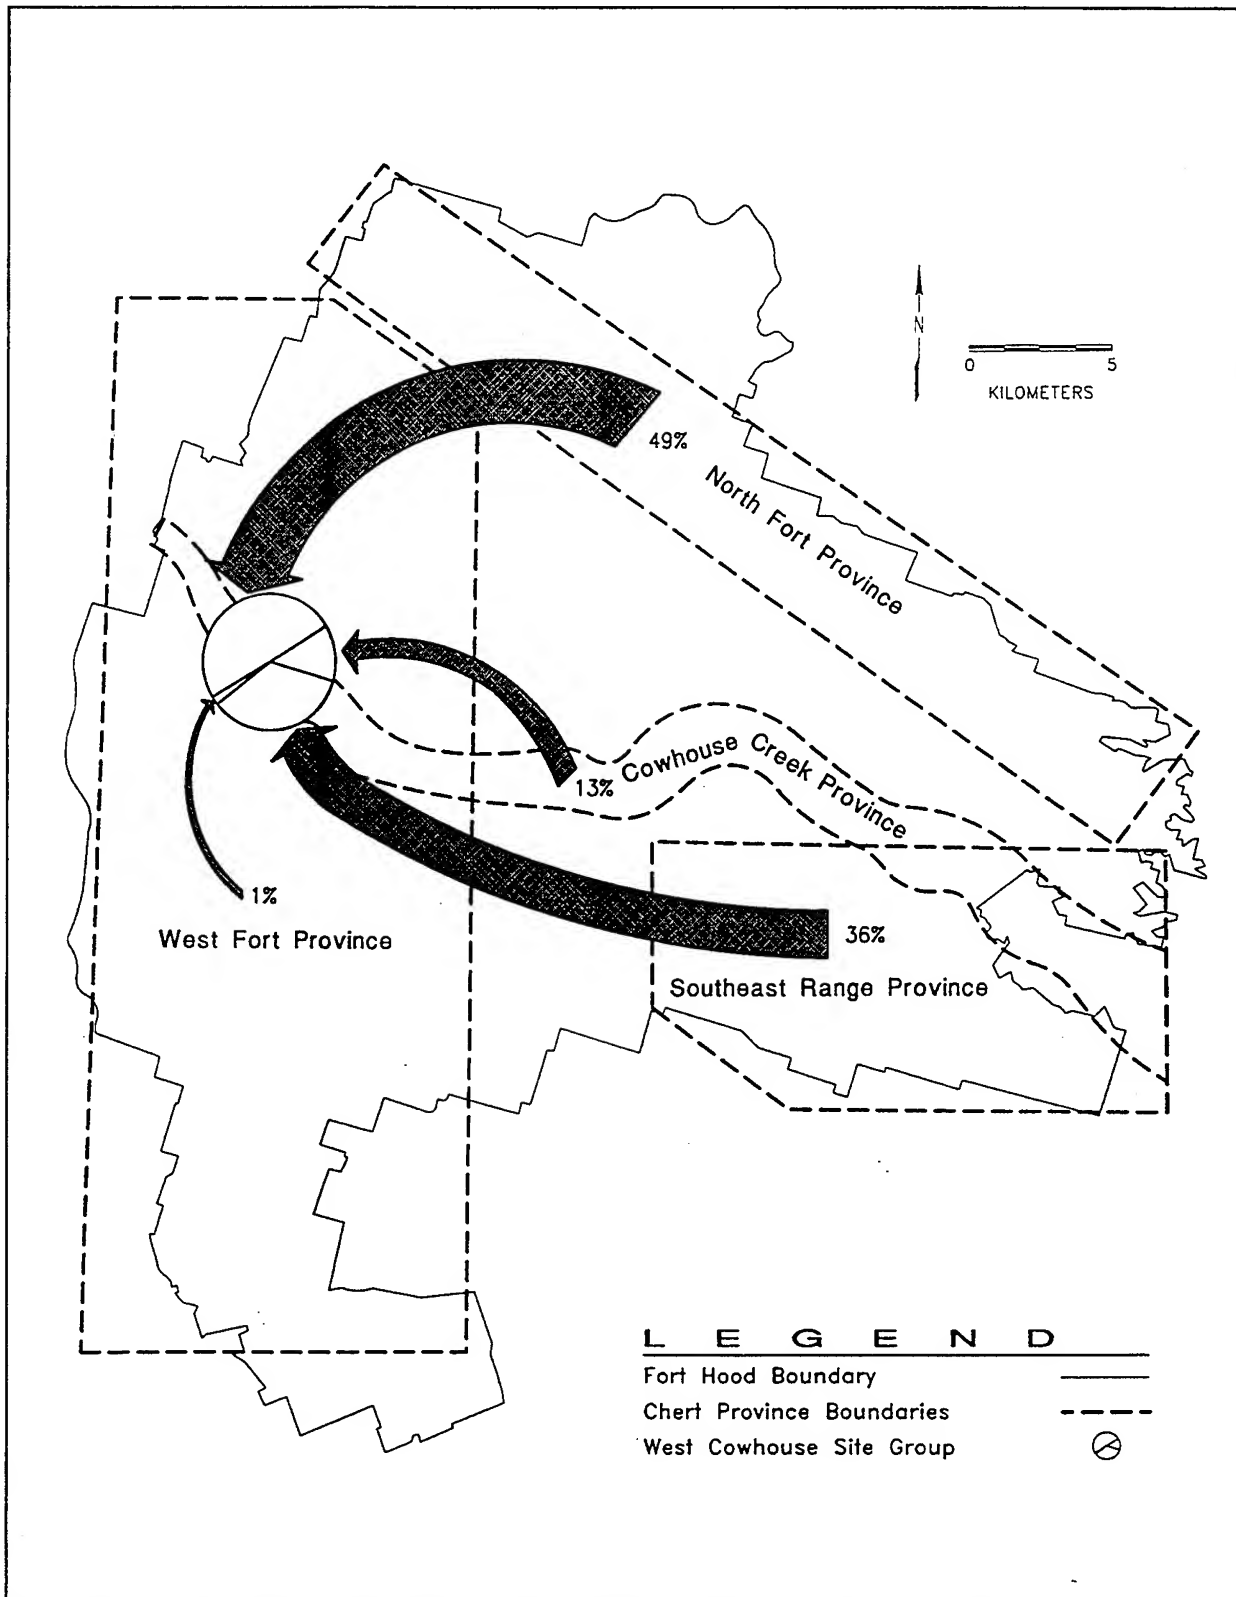 N
0 5
KILOMETERS
49%
North Fort Province
13%
Cowhouse Creek Province
1%
West Fort Province
36%
Southeast Range Province
LEGEND
Fort Hood Boundary
Chert Province Boundaries
West Cowhouse Site Group